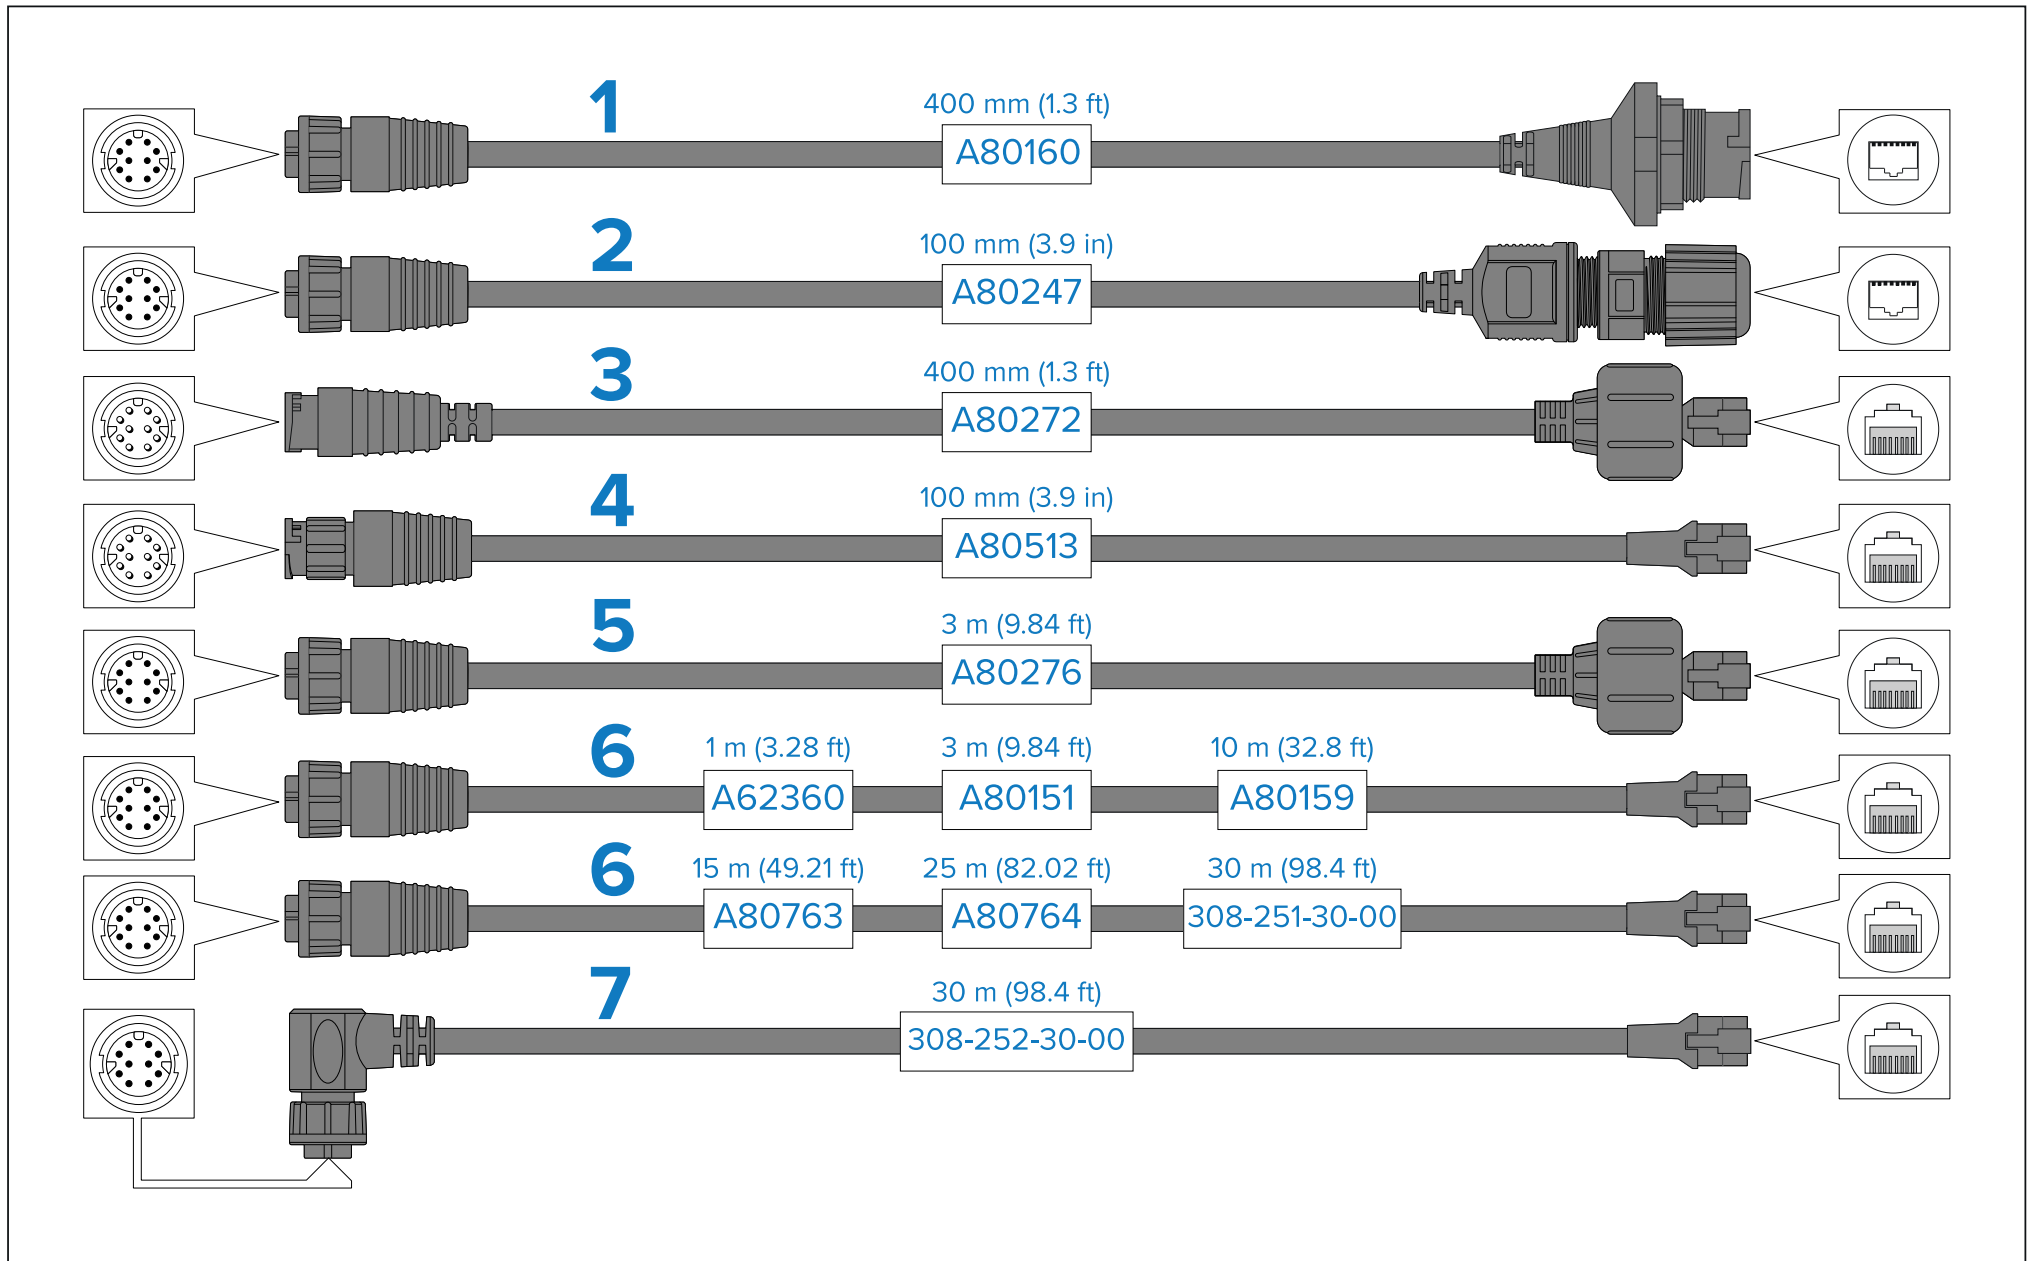 1
400 mm (1.3 ft)
A80160
2
100 mm (3.9 in)
A80247
3
400 mm (1.3 ft)
A80272
4
100 mm (3.9 in)
A80513
5
3 m (9.84 ft)
A80276
6
1 m (3.28 ft) 3 m (9.84 ft) 10 m (32.8 ft)
A62360 A80151 A80159
6
15 m (49.21 ft) 25 m (82.02 ft) 30 m (98.4 ft)
A80763 A80764 308-251-30-00
7
30 m (98.4 ft)
308-252-30-00